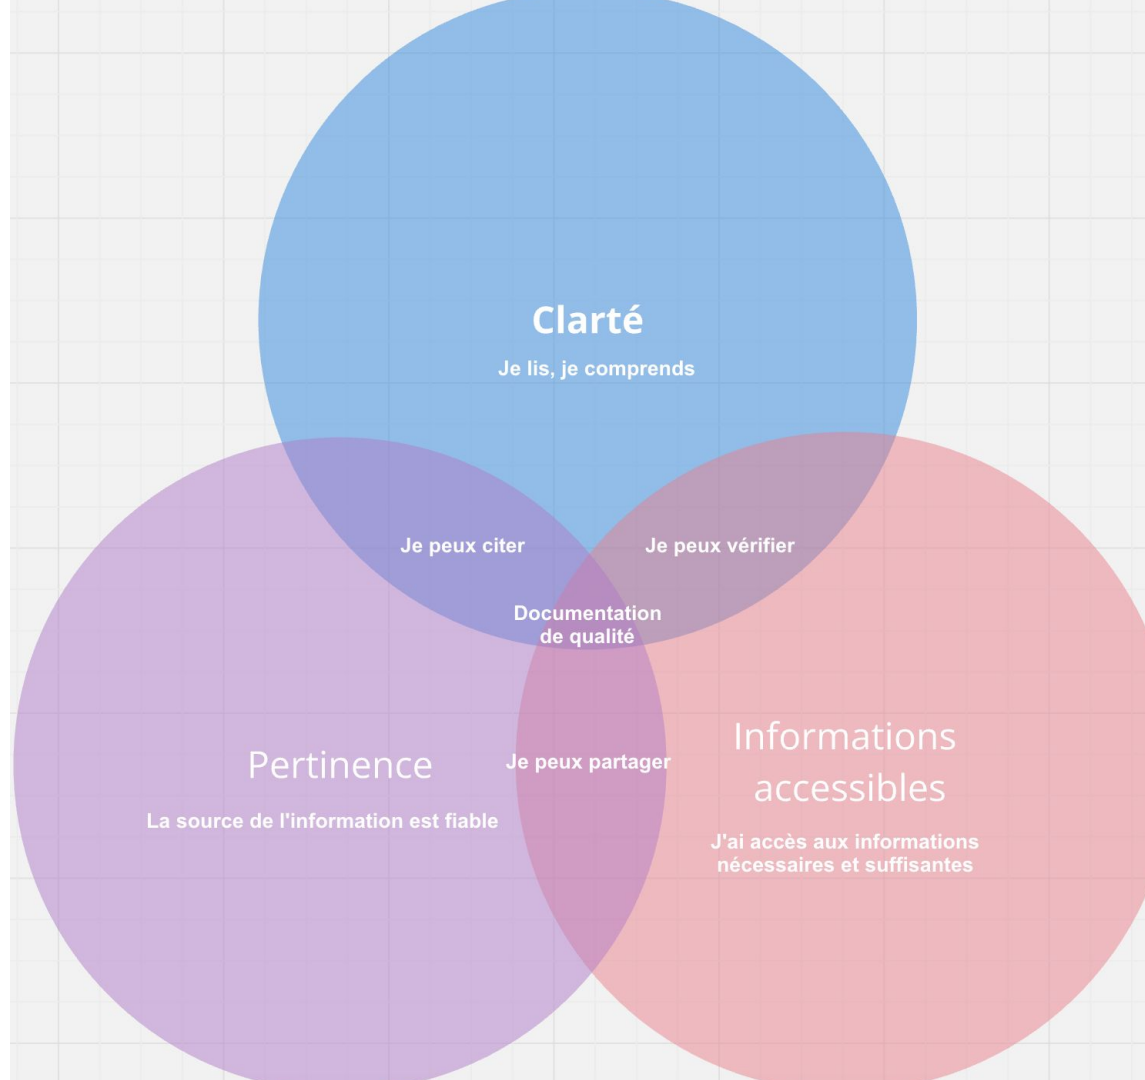 Clarté
Je lis, je comprends
Je peux citer
Je peux vérifier
Documentation
de qualité
Pertinence
La source de l'information est fiable
Je peux partager
Informations
accessibles
J'ai accès aux informations
nécessaires et suffisantes